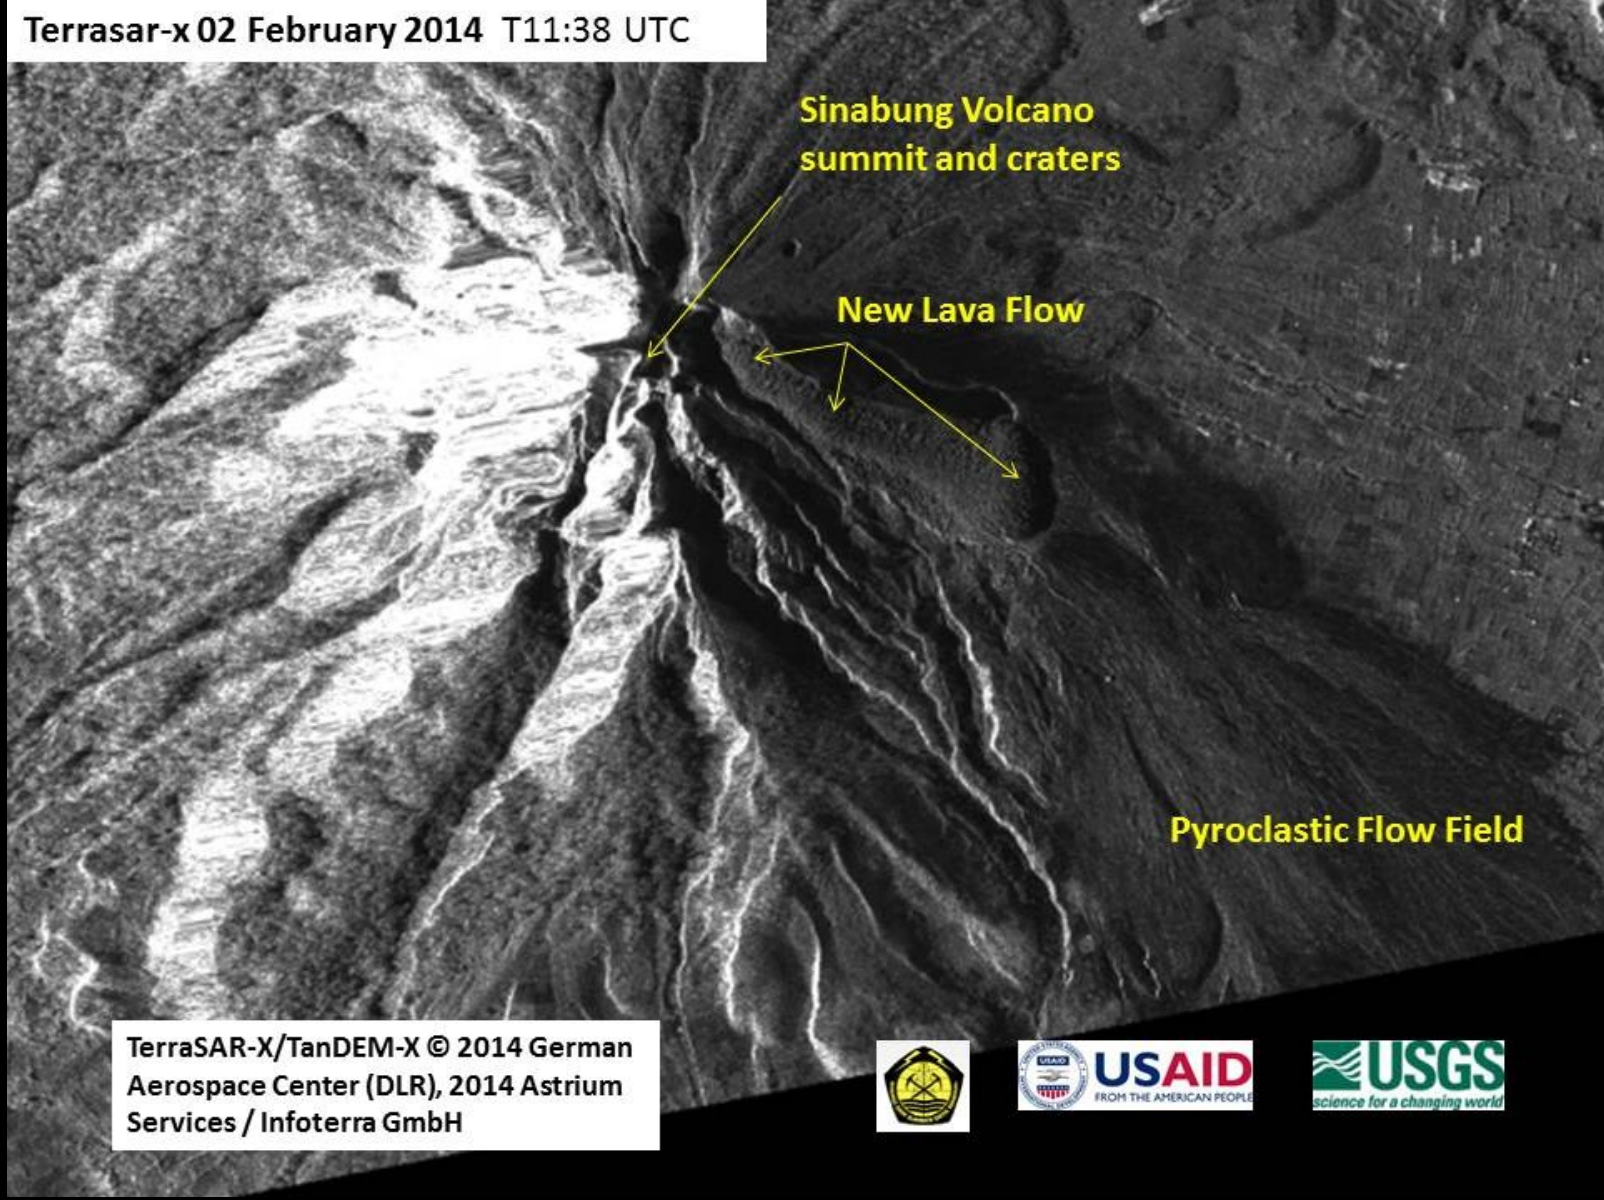 Terrasar-x 02 February 2014 T11:38 UTC
Sinabung Volcano
summit and craters
New Lava Flow
Pyroclastic Flow Field
TerraSAR-X/TanDEM-X © 2014 German
Aerospace Center (DLR), 2014 Astrium
Services / Infoterra GmbH
USAID
USAID
FROM THE AMERICAN PEOPLE
USGS
science for a changing world